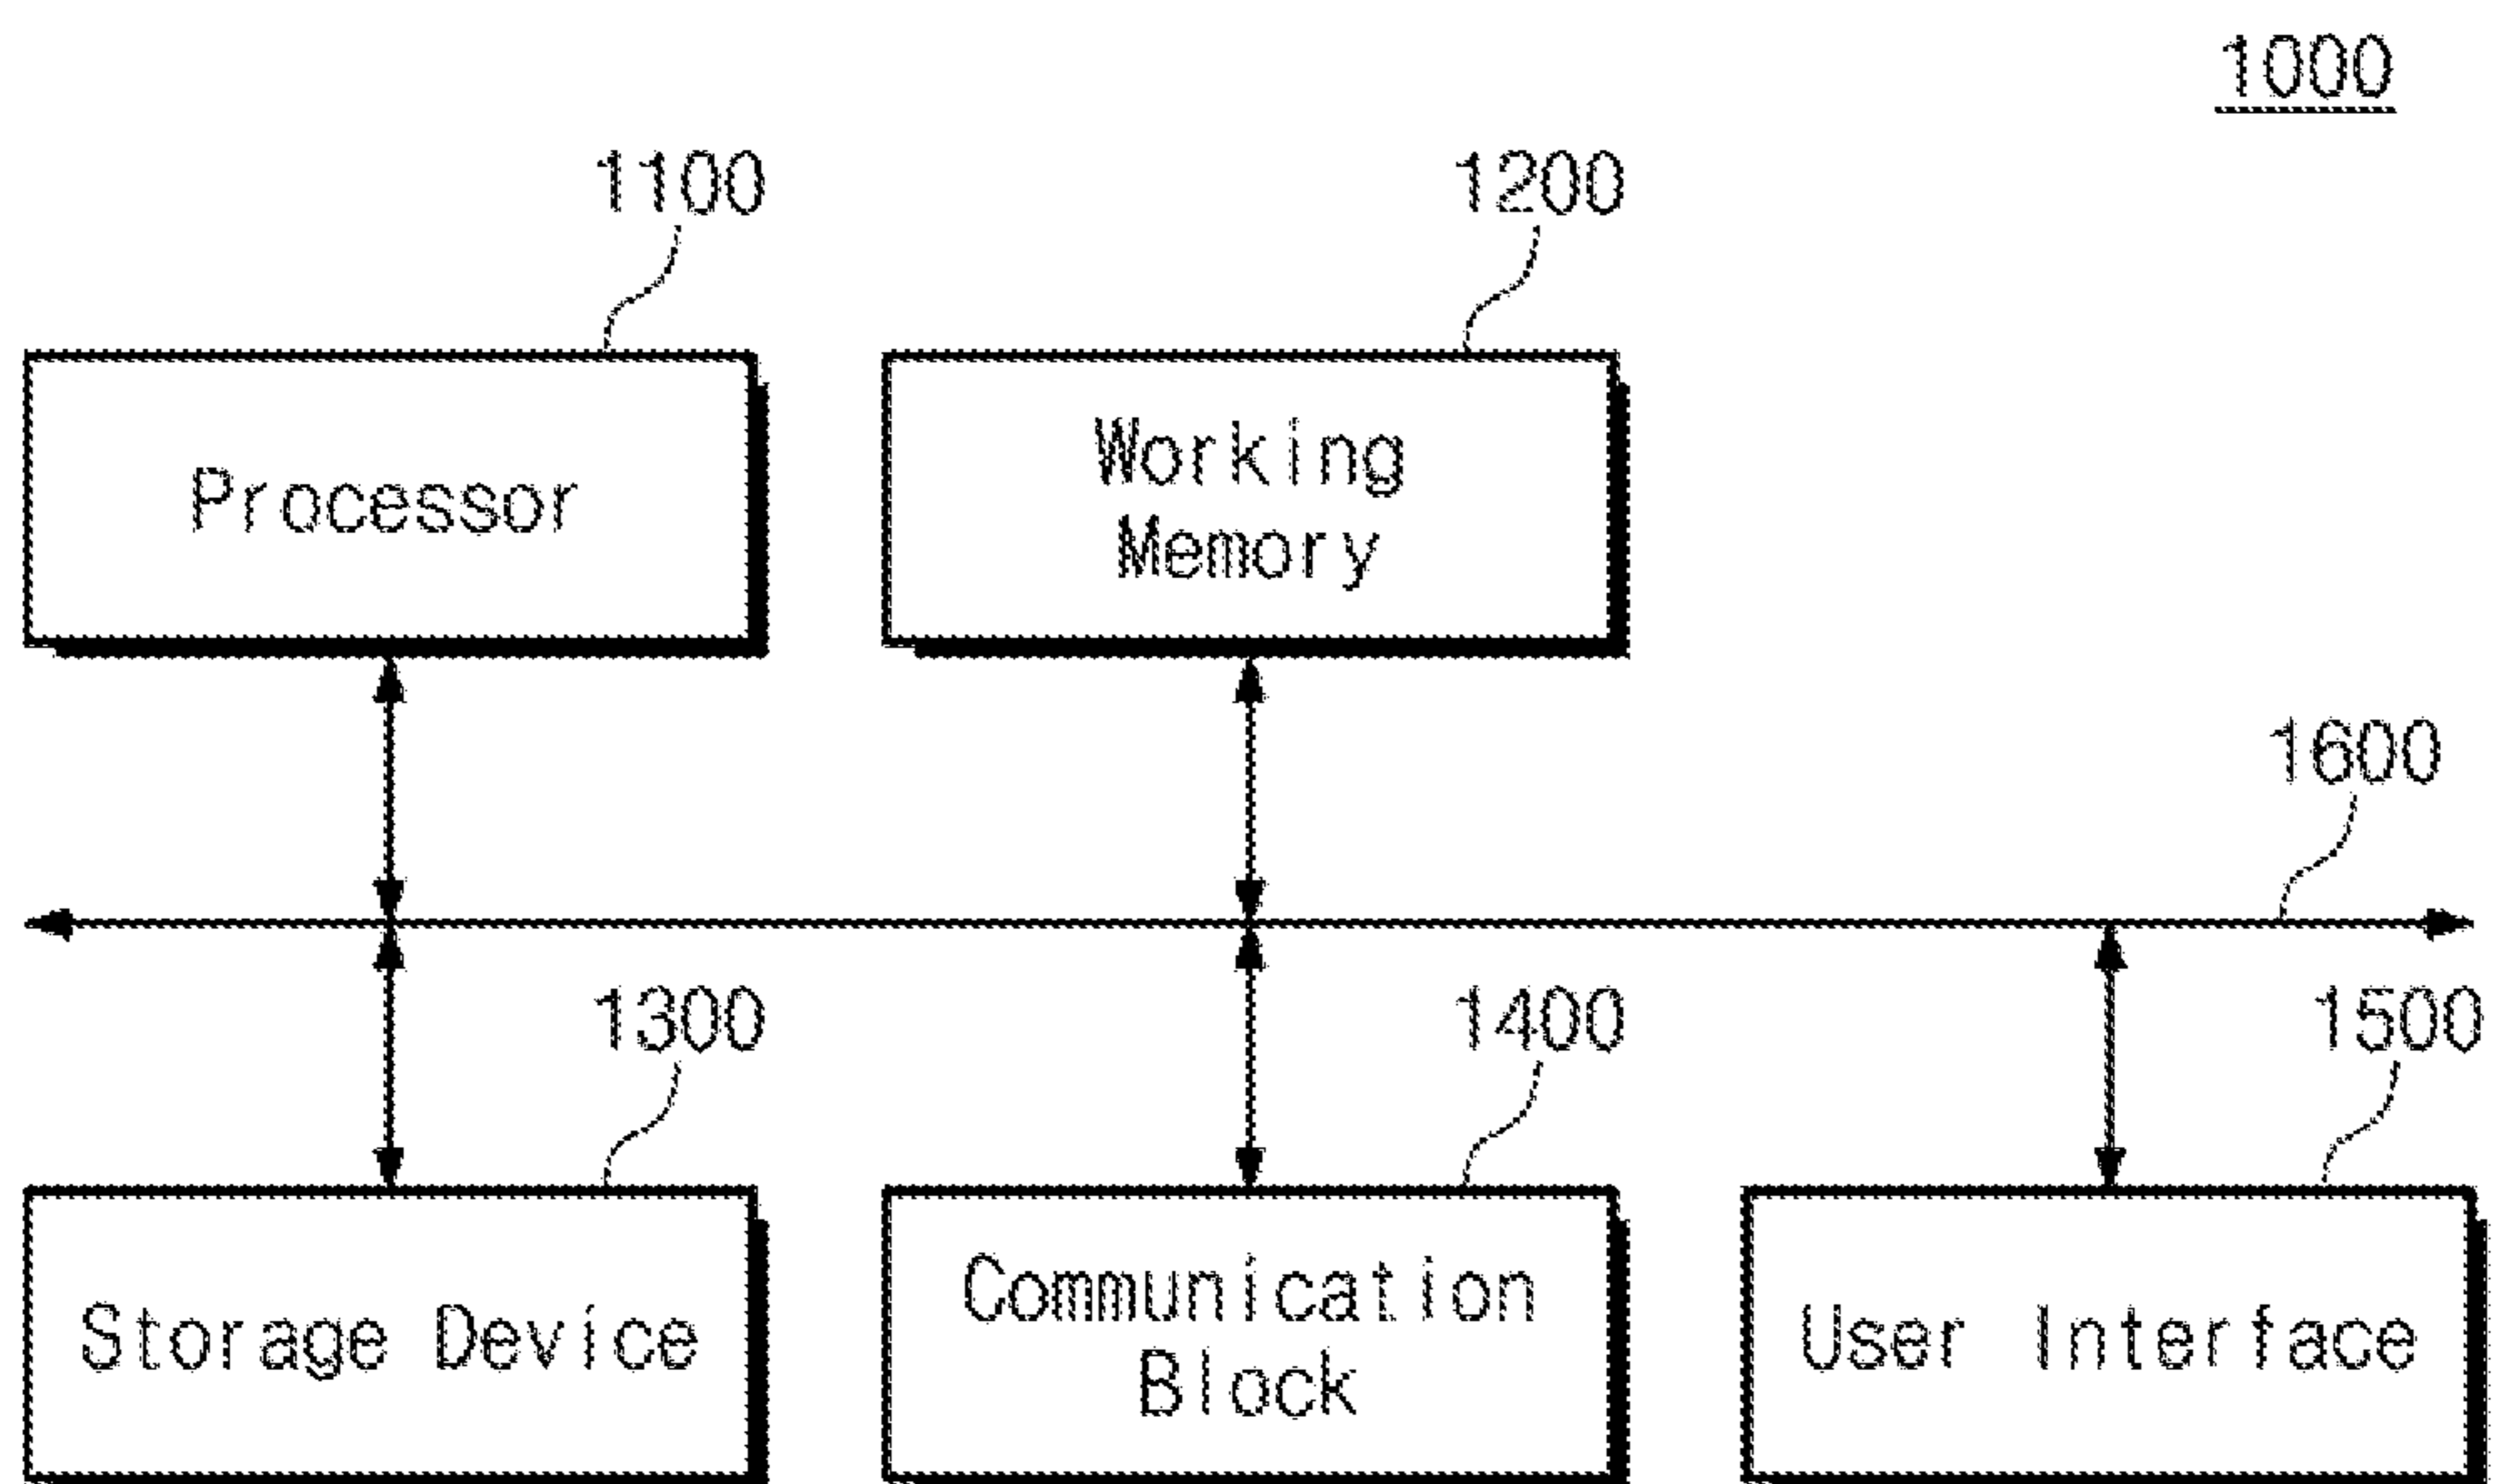 1000
1100
1200
Processor
Working
Memory
1600
1300
1400
1500
Storage Device
Communication
Block
User Interface